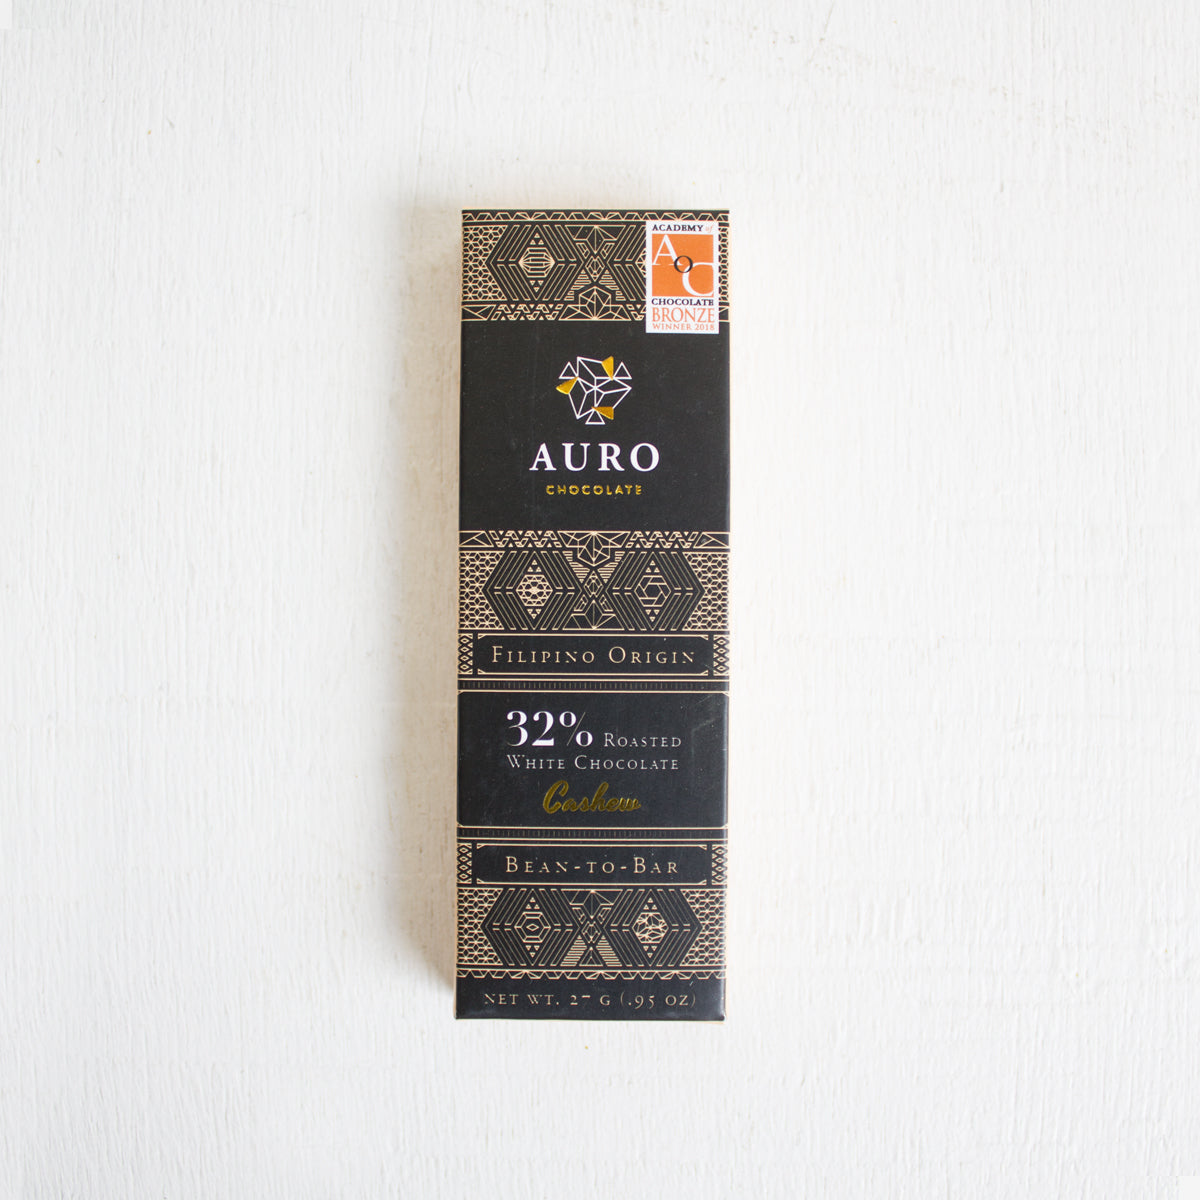 ACADEMY of
AOC
CHOCOLATE
BRONZE
WINNER 2018
AURO
CHOCOLATE
FILIPINO ORIGIN
32% ROASTED
WHITE CHOCOLATE
Cashew
BEAN-TO-BAR
NET WT. 27 G (.95 OZ)